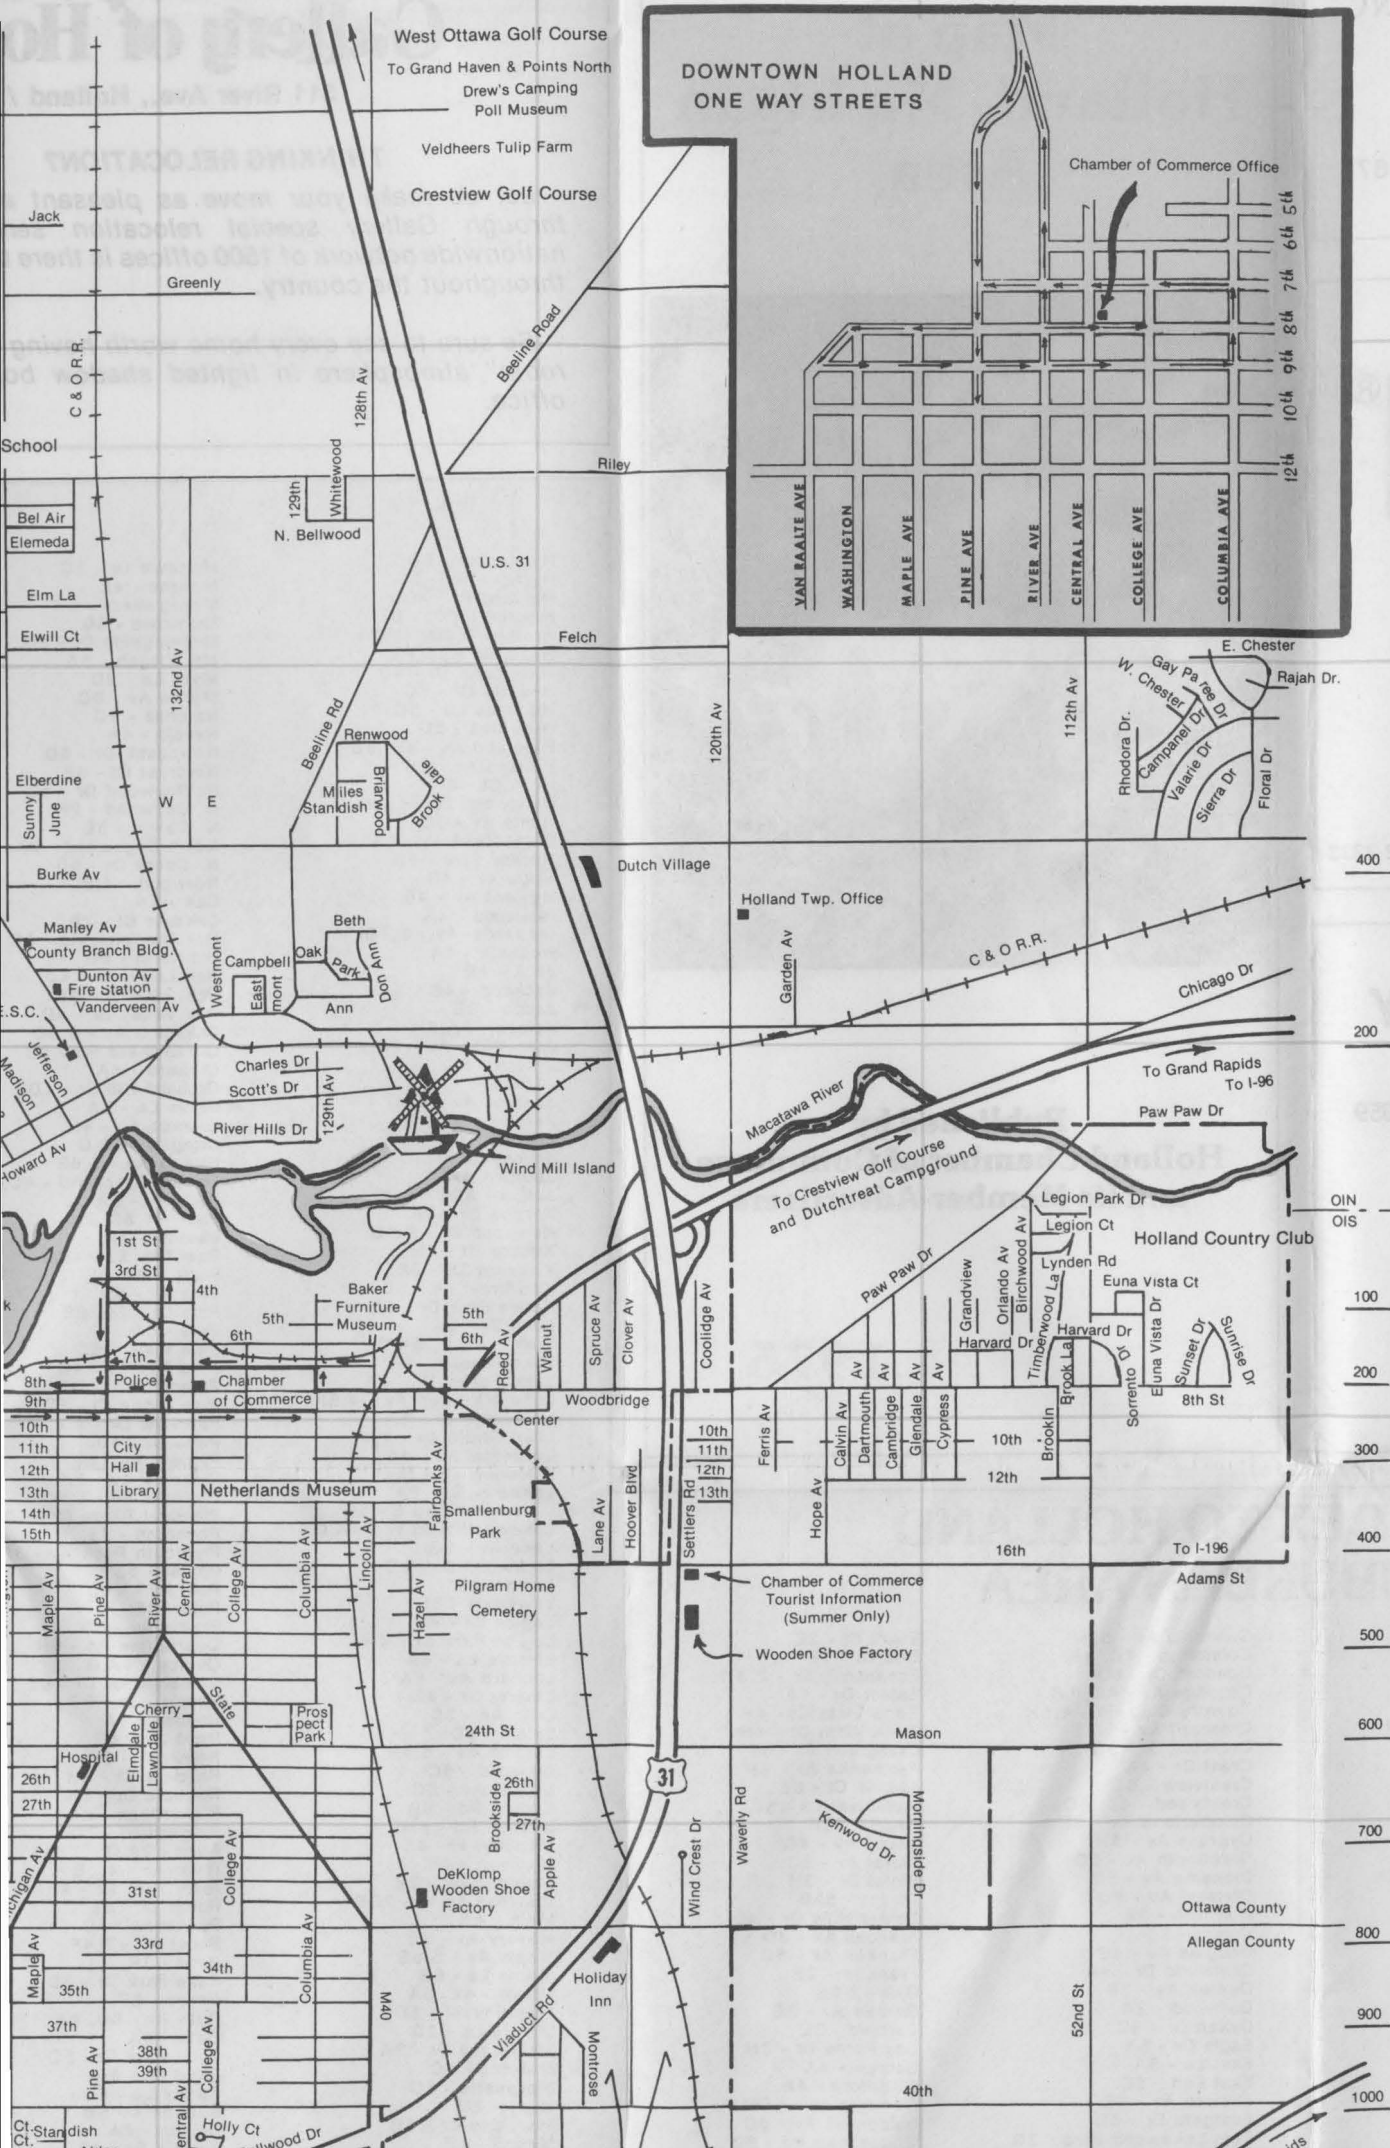 West Ottawa Golf Course
To Grand Haven & Points North
Drew's Camping
Poll Museum
Veldheers Tulip Farm
Crestview Golf Course
DOWNTOWN HOLLAND
ONE WAY STREETS
Chamber of Commerce Office
5th
6th
7th
8th
9th
10th
12th
VAN RAALTE AVE
WASHINGTON
MAPLE AVE
PINE AVE
RIVER AVE
CENTRAL AVE
COLLEGE AVE
COLUMBIA AVE
Jack
Greenly
C & O R.R.
128th Av
Beeline Road
School
Riley
129th
Whitewood
N. Bellwood
Bel Air
Elemeda
U.S. 31
Elm La
Elwill Ct
Felch
132nd Av
Beeline Rd
120th Av
112th Av
E. Chester
Gay Pa ree Dr
W. Chester
Rajah Dr.
Rhodora Dr.
Campanel Dr
Valarie Dr
Sierra Dr
Floral Dr
Renwood
Miles
Standish
Briarwood
Brook dale
Elberdine
Sunny
June
W E
Dutch Village
400
Burke Av
Holland Twp. Office
Manley Av
County Branch Bldg.
Dunton Av
Fire Station
Vanderveen Av
Westmont
Campbell
East
mont
Oak
Beth
Park
Don Ann
Ann
Garden Av
C & O R.R.
Chicago Dr
E.S.C.
Jefferson
Madison
Howard Av
200
Charles Dr
Scott's Dr
129th Av
River Hills Dr
Wind Mill Island
Macatawa River
To Grand Rapids
To I-96
Paw Paw Dr
To Crestview Golf Course
and Dutchtreat Campground
Legion Park Dr
Legion Ct
Lynden Rd
Holland Country Club
OIN
OIS
1st St
3rd St
4th
5th
6th
7th
8th
9th
Police
Chamber
of Commerce
Baker
Furniture
Museum
5th
6th
Reed Av
Walnut
Spruce Av
Clover Av
Coolidge Av
Paw Paw Dr
Grandview
Orlando Av
Birchwood Av
Timberwood La
Harvard Dr
Harvard Dr
Brook La
Euna Vista Ct
Euna Vista Dr
Sorrento Dr
Sunset Dr
Sunrise Dr
8th St
100
200
Woodbridge
Center
10th
11th
12th
13th
14th
15th
City
Hall
Library
Netherlands Museum
Fairbanks Av
Smallenburg
Park
Lane Av
Hoover Blvd
Settlers Rd
10th
11th
12th
13th
Ferris Av
Hope Av
Calvin Av
Dartmouth Av
Cambridge Av
Glendale Av
Cypress Av
Brookln
10th
12th
300
16th
To I-196
Adams St
400
Maple Av
Pine Av
River Av
Central Av
College Av
Columbia Av
Lincoln Av
Hazel Av
Pilgram Home
Cemetery
Chamber of Commerce
Tourist Information
(Summer Only)
Wooden Shoe Factory
500
Cherry
State
Pros
pect
Park
Elmdale
Lawndale
Hospital
24th St
Mason
600
26th
27th
Brookside Av
26th
27th
Apple Av
31
Wind Crest Dr
Waverly Rd
Kenwood Dr
Morningside Dr
700
31st
College Av
DeKlomp
Wooden Shoe
Factory
Ottawa County
Allegan County
800
Maple Av
33rd
34th
35th
Columbia Av
Holiday
Inn
M40
Viaduct Rd
Montrose
52nd St
900
37th
38th
39th
Pine Av
College Av
40th
1000
Ct
Standish
Ct.
Holly Ct